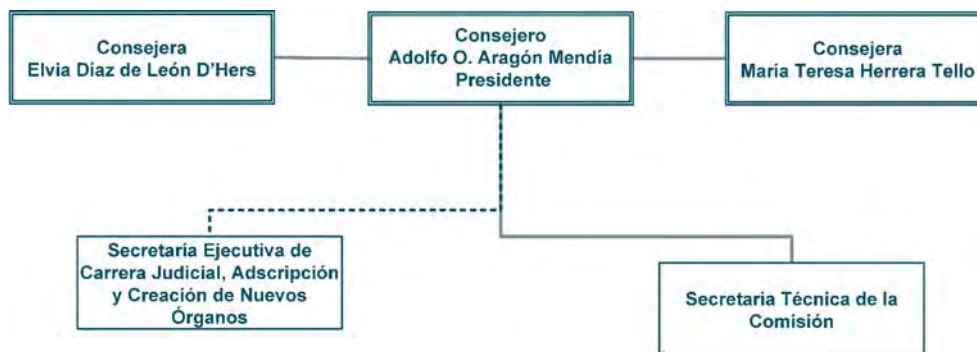 Consejera
Elvia Díaz de León D'Hers
Consejero
Adolfo O. Aragón Mendía
Presidente
Consejera
María Teresa Herrera Tello
Secretaría Ejecutiva de
Carrera Judicial, Adscripción
y Creación de Nuevos
Órganos
Secretaria Técnica de la
Comisión